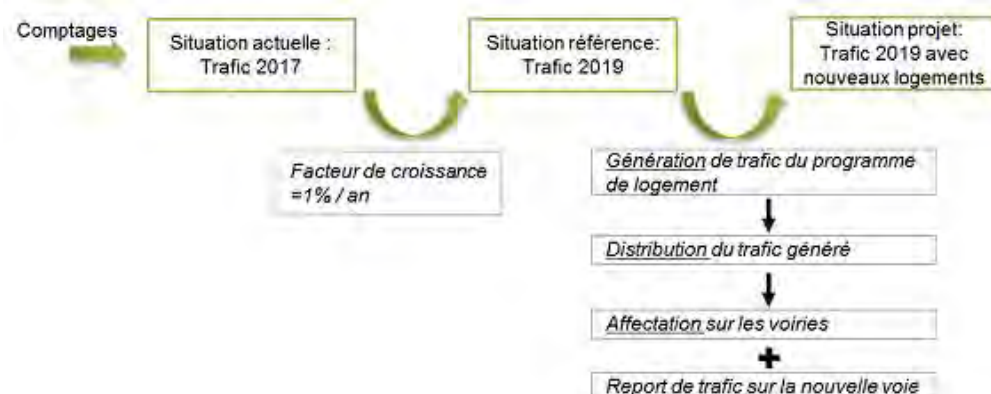 Comptages
Situation actuelle :
Trafic 2017
Situation référence:
Trafic 2019
Situation projet:
Trafic 2019 avec
nouveaux logements
Facteur de croissance
=1% / an
Génération de trafic du programme
de logement
Distribution du trafic généré
Affectation sur les voiries
+
Report de trafic sur la nouvelle voie